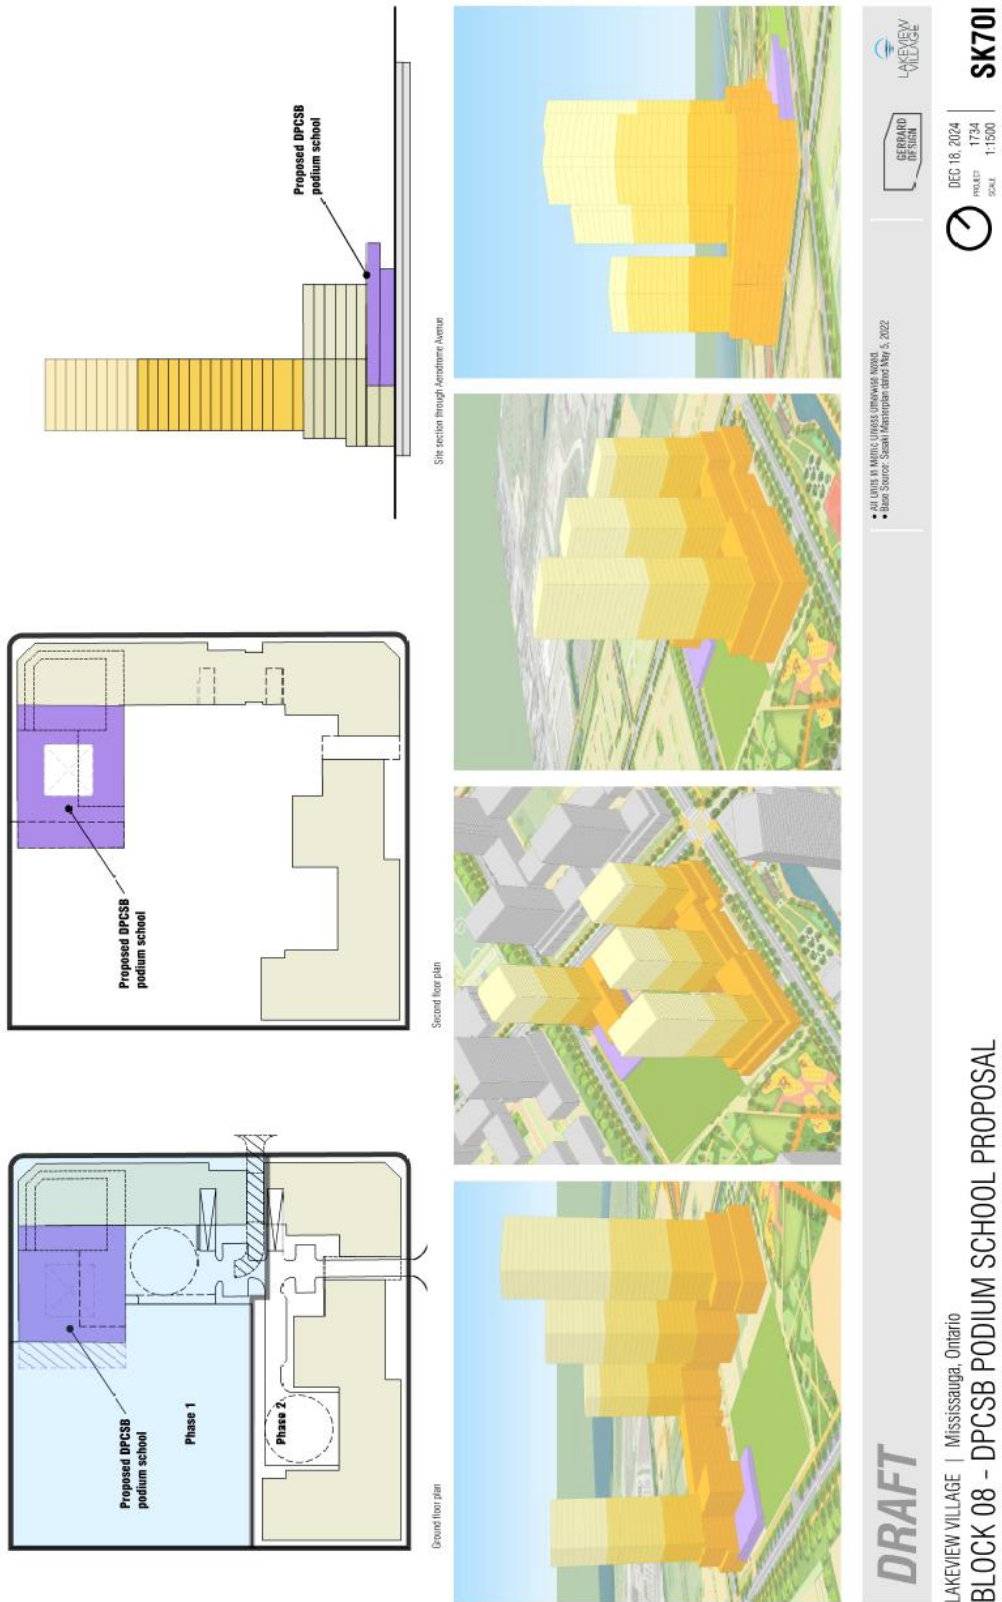 Proposed DPCSB
podium school
Phase 1
Phase 2
Ground floor plan
Proposed DPCSB
podium school
Second floor plan
Proposed DPCSB
podium school
Site section through Aerodrome Avenue
DRAFT
• All Units in Metric Unless Otherwise Noted.
• Base Source: Sasaki Masterplan dated May 5, 2022
GERRARD
DESIGN
LAKEVIEW
VILLAGE
LAKEVIEW VILLAGE | Mississauga, Ontario
BLOCK 08 - DPCSB PODIUM SCHOOL PROPOSAL
DEC 18, 2024
PROJECT 1734
SCALE 1:1500
SK70I